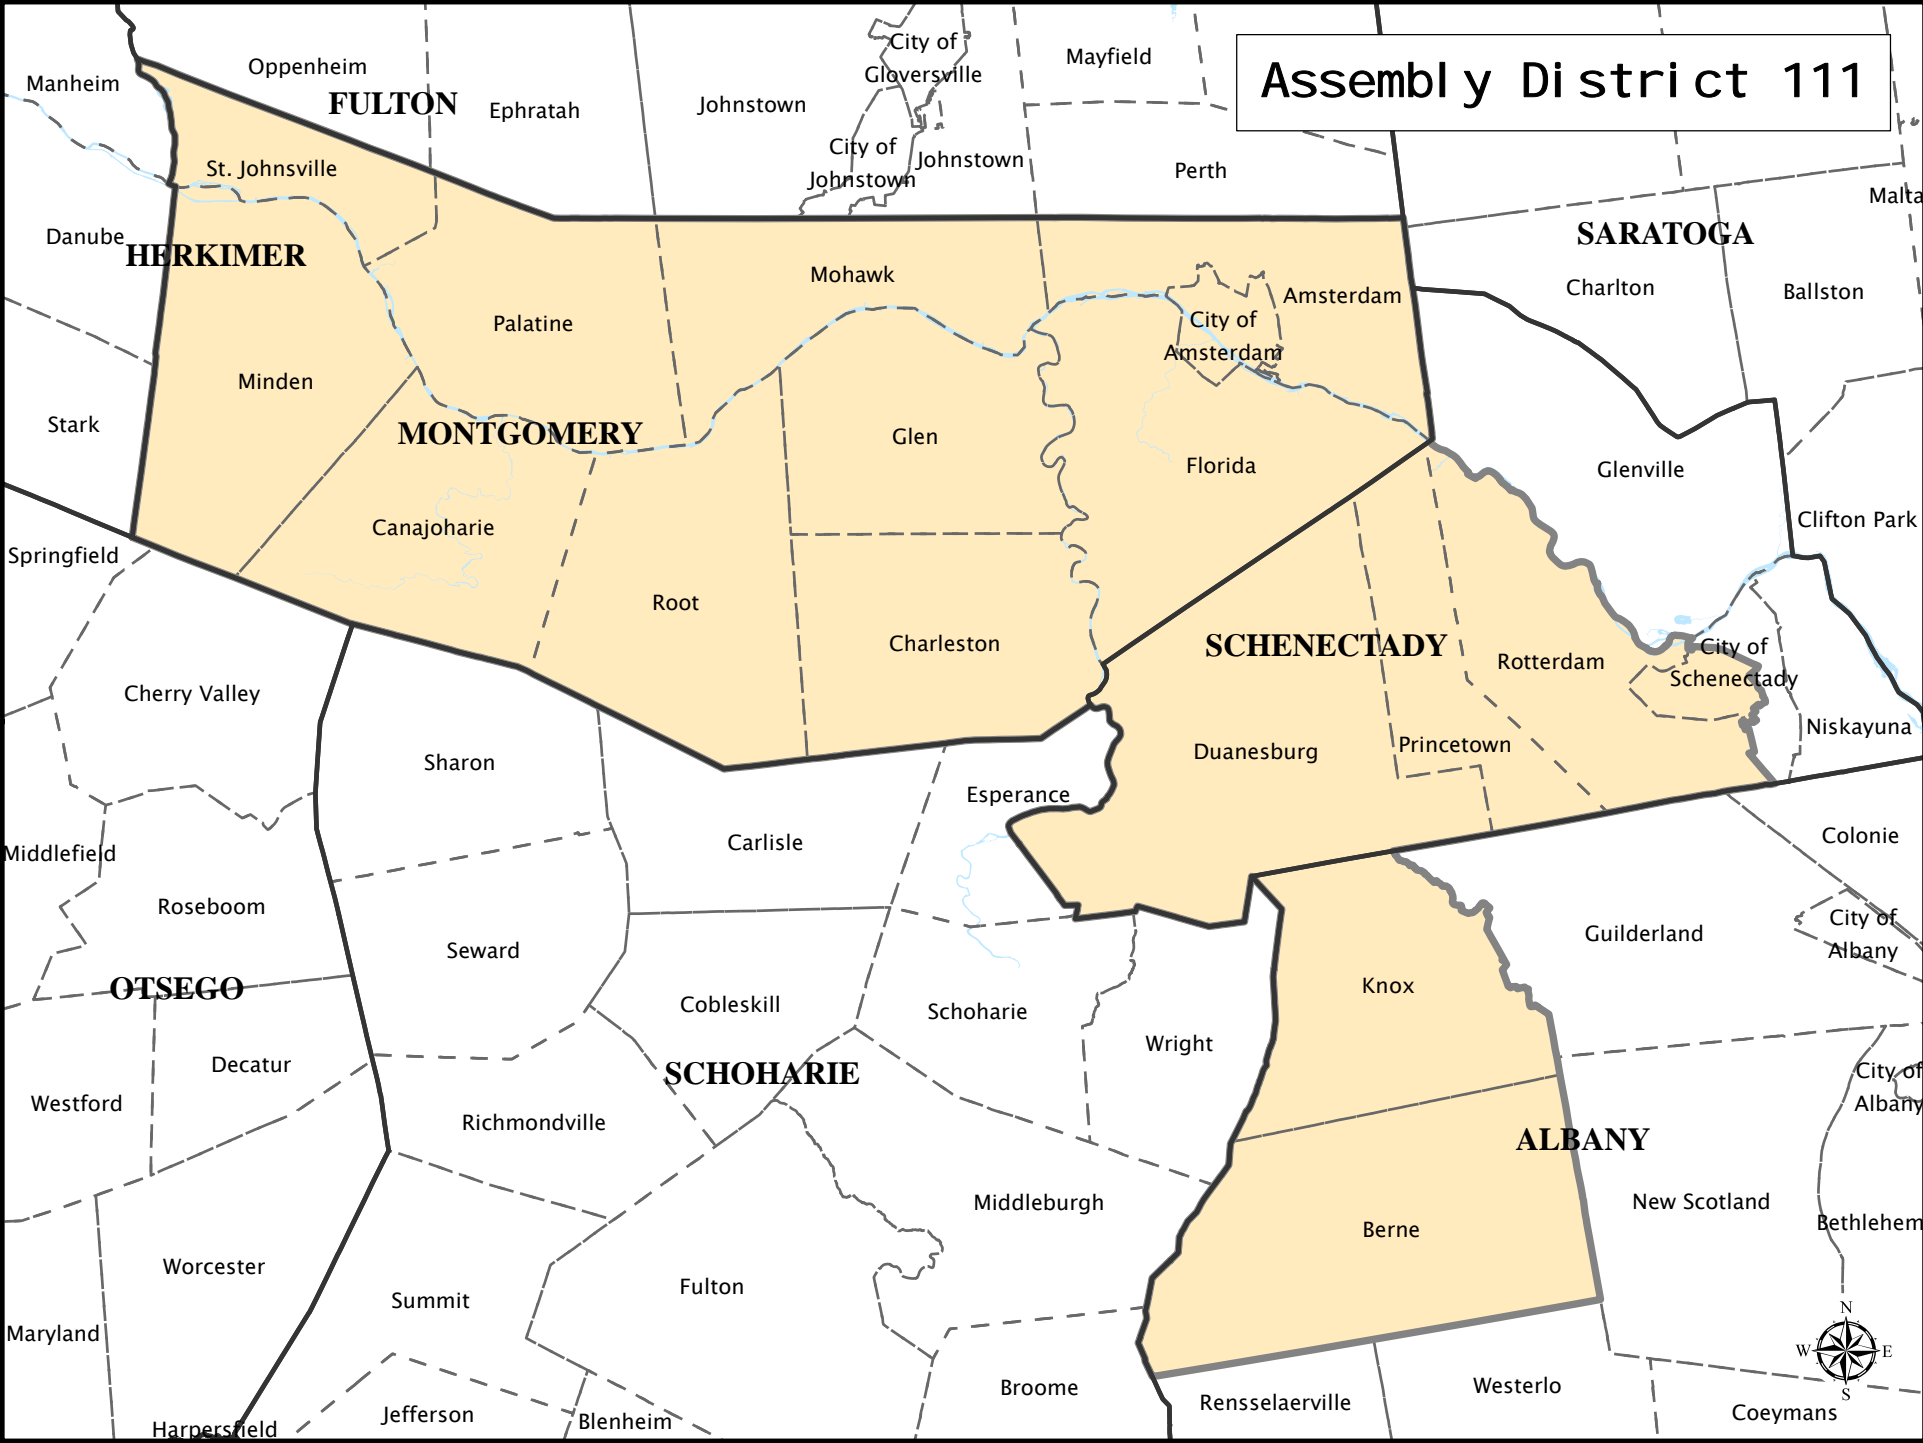 City of
Gloversville
Mayfield
Assembly District 111
Manheim
Oppenheim
FULTON
Ephratah
Johnstown
City of
Johnstown
Johnstown
Perth
St. Johnsville
Malta
Danube
HERKIMER
SARATOGA
Mohawk
Amsterdam
Charlton
Ballston
Palatine
City of
Amsterdam
Minden
Stark
MONTGOMERY
Glen
Florida
Glenville
Canajoharie
Clifton Park
Springfield
Root
Charleston
SCHENECTADY
Rotterdam
City of
Schenectady
Cherry Valley
Niskayuna
Sharon
Duanesburg
Princetown
Esperance
Carlisle
Colonie
Middlefield
Roseboom
City of
Albany
Guilderland
Seward
OTSEGO
Knox
Cobleskill
Schoharie
Wright
Decatur
SCHOHARIE
City of
Albany
Westford
Richmondville
ALBANY
Middleburgh
New Scotland
Bethlehem
Berne
Worcester
Fulton
Summit
Maryland
N
W
E
S
Broome
Westerlo
Rensselaerville
Jefferson
Blenheim
Coeymans
Harpersfield